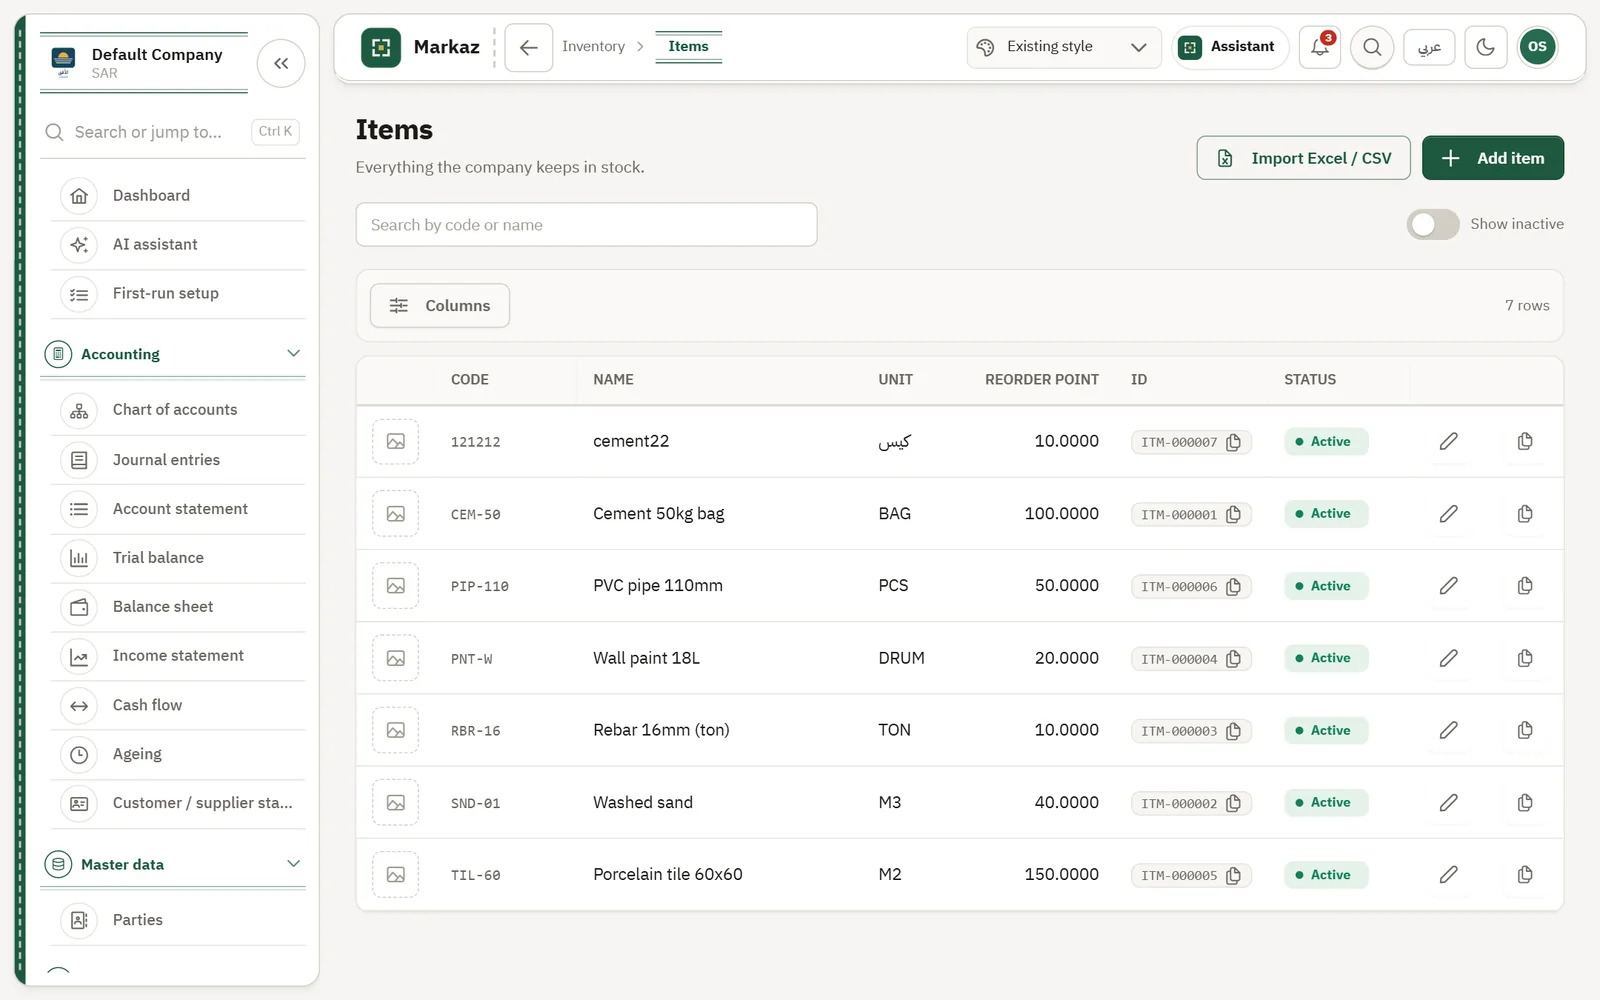 Default Company
SAR
Search or jump to...
Ctrl K
Dashboard
AI assistant
First-run setup
Accounting
Chart of accounts
Journal entries
Account statement
Trial balance
Balance sheet
Income statement
Cash flow
Ageing
Customer / supplier sta...
Master data
Parties
Markaz
Inventory
Items
Existing style
Assistant
3
عربي
OS
Items
Everything the company keeps in stock.
Import Excel / CSV
Add item
Search by code or name
Show inactive
Columns
7 rows
CODE NAME UNIT REORDER POINT ID STATUS
121212 cement22 كيس 10.0000 ITM-000007 Active
CEM-50 Cement 50kg bag BAG 100.0000 ITM-000001 Active
PIP-110 PVC pipe 110mm PCS 50.0000 ITM-000006 Active
PNT-W Wall paint 18L DRUM 20.0000 ITM-000004 Active
RBR-16 Rebar 16mm (ton) TON 10.0000 ITM-000003 Active
SND-01 Washed sand M3 40.0000 ITM-000002 Active
TIL-60 Porcelain tile 60x60 M2 150.0000 ITM-000005 Active